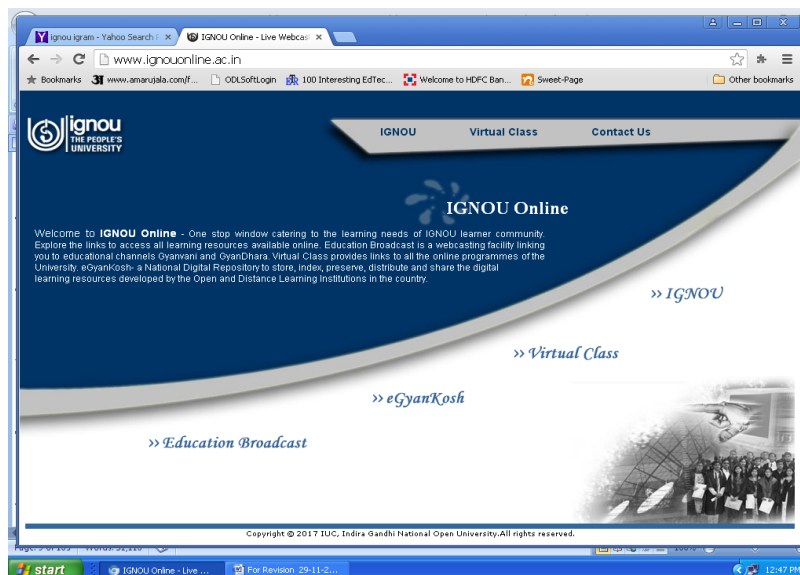 ignou igram - Yahoo Search F
IGNOU Online - Live Webcast
www.ignouonline.ac.in
Bookmarks www.amarujala.com/f... ODLSoftLogin 100 Interesting EdTec... Welcome to HDFC Ban... Sweet-Page Other bookmarks
ignou
THE PEOPLE'S
UNIVERSITY
IGNOU Virtual Class Contact Us
IGNOU Online
Welcome to IGNOU Online - One stop window catering to the learning needs of IGNOU learner community.
Explore the links to access all learning resources available online. Education Broadcast is a webcasting facility linking
you to educational channels Gyanvani and GyanDhara. Virtual Class provides links to all the online programmes of the
University. eGyanKosh- a National Digital Repository to store, index, preserve, distribute and share the digital
learning resources developed by the Open and Distance Learning Institutions in the country.
›› IGNOU
›› Virtual Class
›› eGyanKosh
›› Education Broadcast
Copyright © 2017 IUC, Indira Gandhi National Open University.All rights reserved.
start IGNOU Online - Live ... For Revision 29-11-2... 12:47 PM